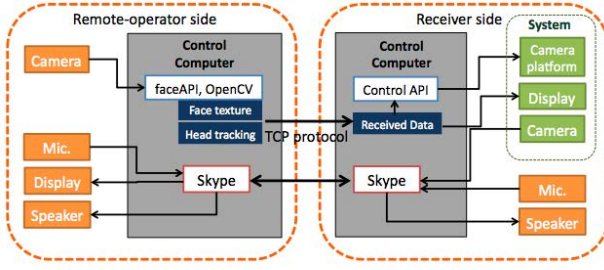 Remote-operator side
Receiver side
Control
Computer
Camera
faceAPI, OpenCV
Face texture
Head tracking
Mic.
Display
Speaker
Skype
TCP protocol
Control
Computer
Control API
Received Data
Skype
System
Camera
platform
Display
Camera
Mic.
Speaker